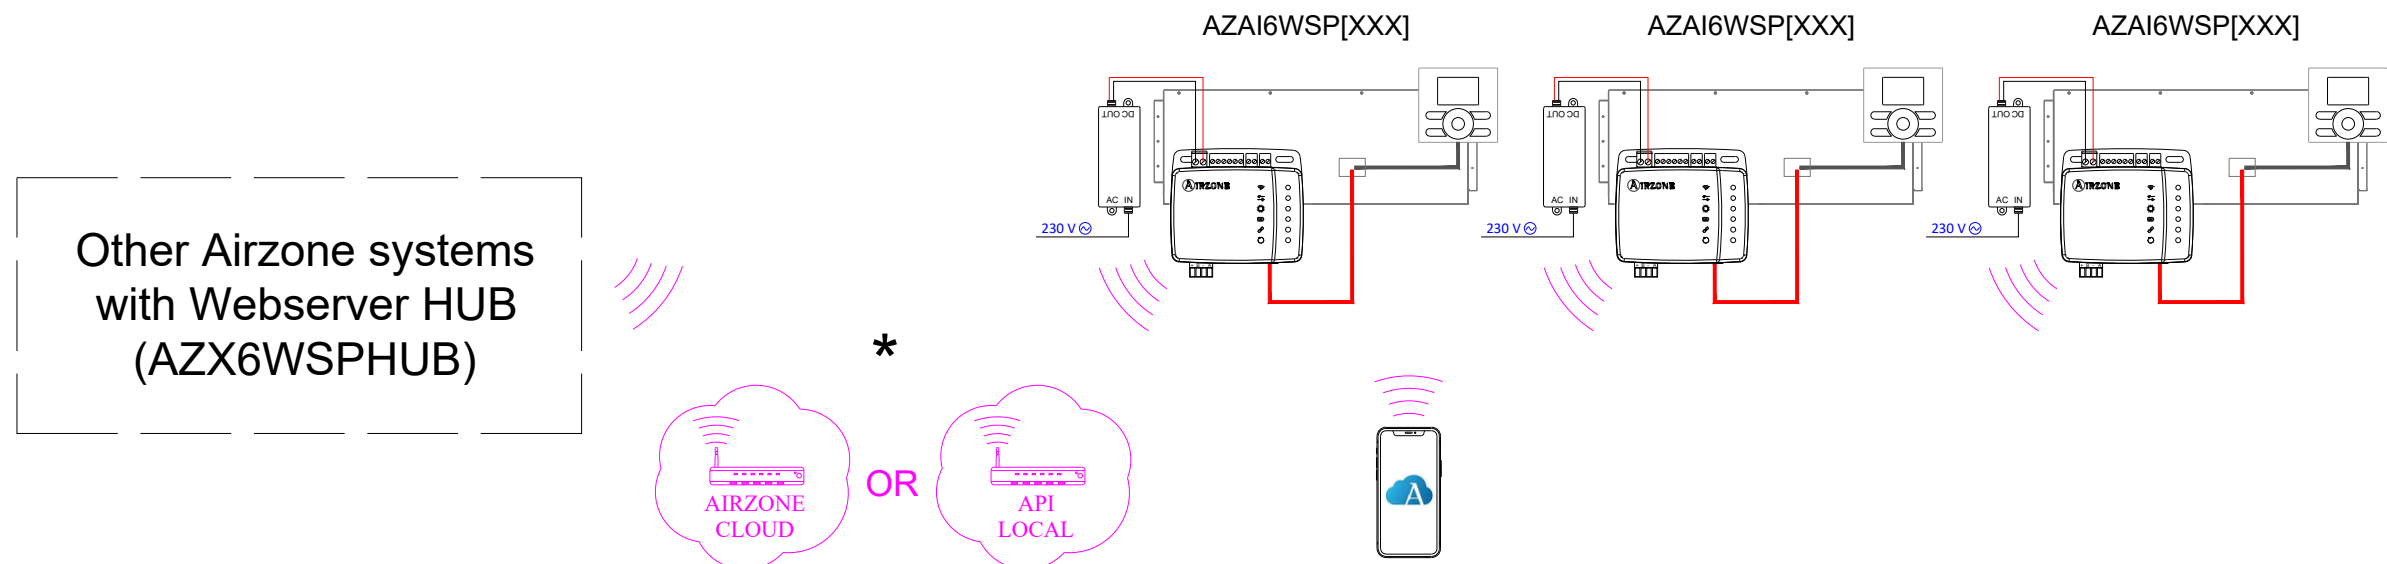 AZAI6WSP[XXX]
AZAI6WSP[XXX]
AZAI6WSP[XXX]
DC OUT
DC OUT
DC OUT
AIRZONE
AIRZONE
AIRZONE
AC IN
AC IN
AC IN
230 V
230 V
230 V
Other Airzone systems
with Webserver HUB
(AZX6WSPHUB)
*
AIRZONE
CLOUD
OR
API
LOCAL
A